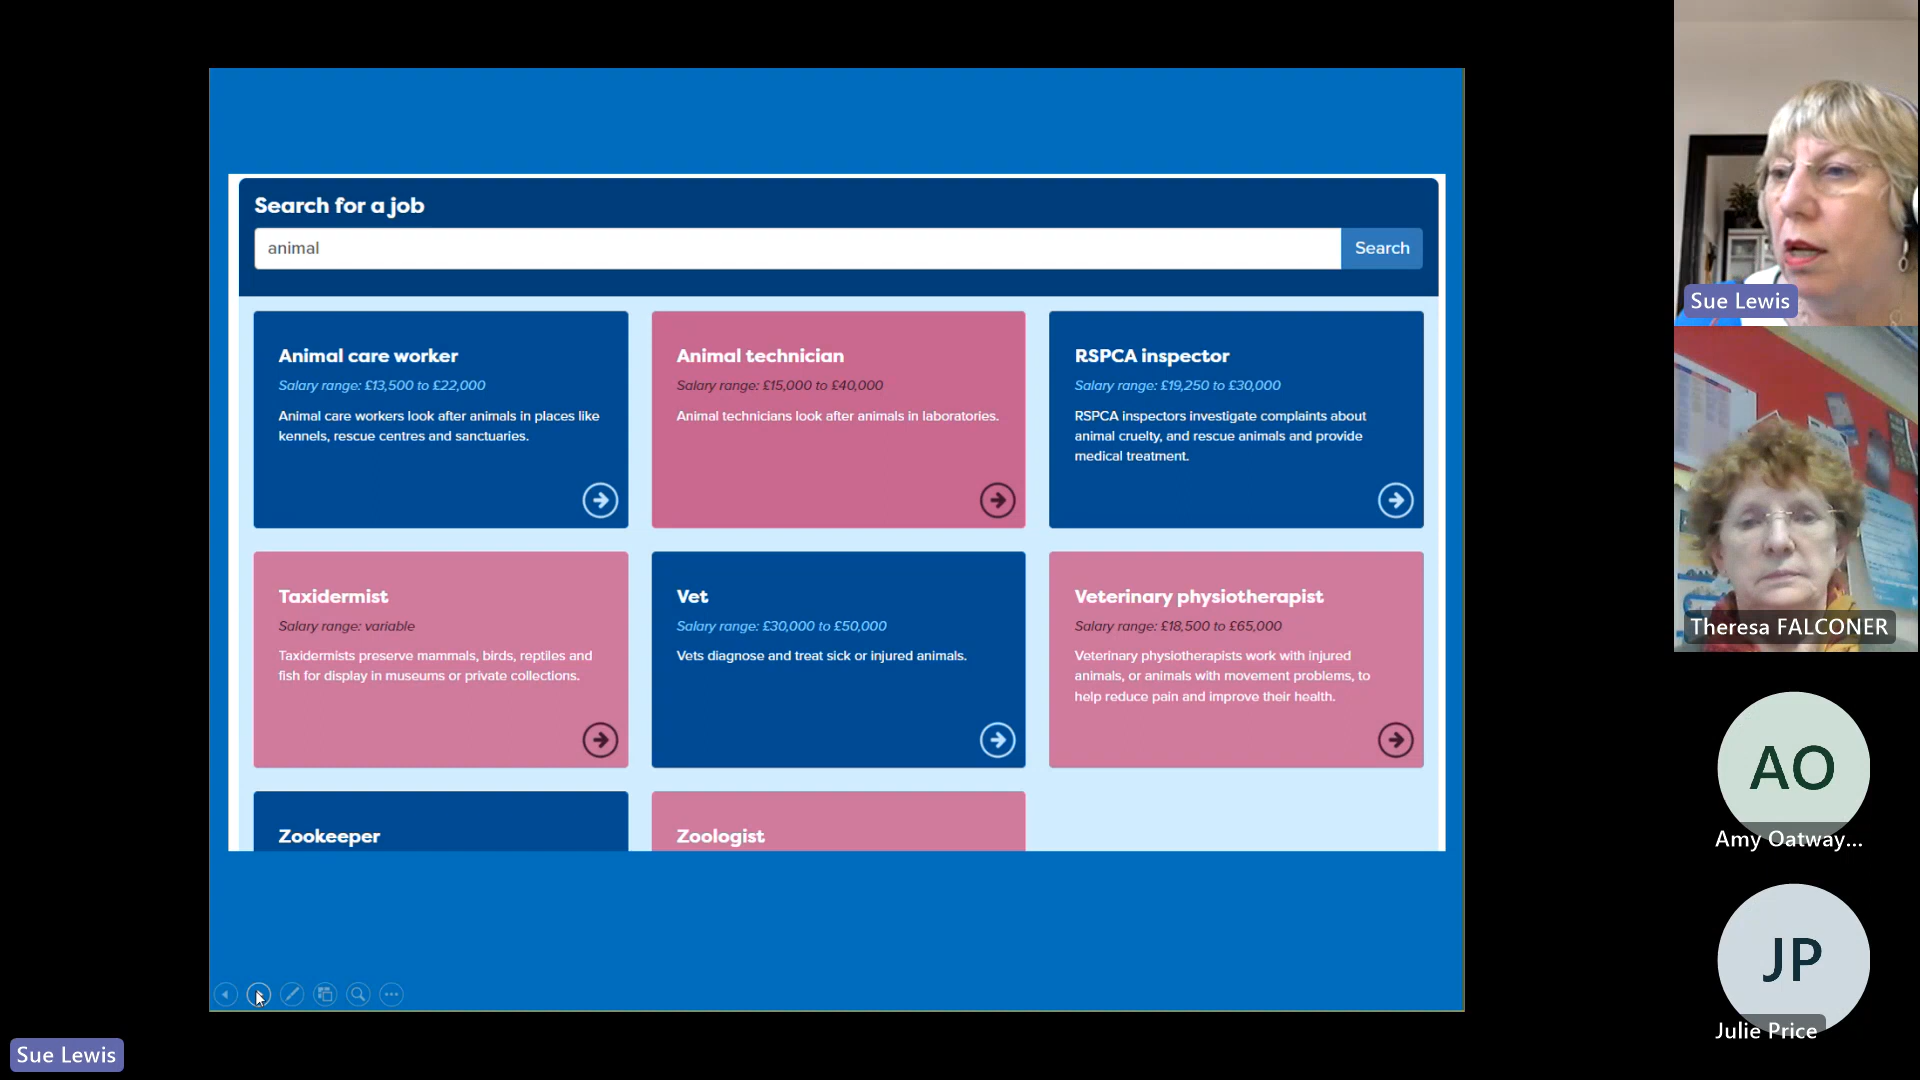 Search for a job
animal
Search
Animal care worker
Salary range: £13,500 to £22,000
Animal care workers look after animals in places like
kennels, rescue centres and sanctuaries.
Animal technician
Salary range: £15,000 to £40,000
Animal technicians look after animals in laboratories.
RSPCA inspector
Salary range: £19,250 to £30,000
RSPCA inspectors investigate complaints about
animal cruelty, and rescue animals and provide
medical treatment.
Taxidermist
Salary range: variable
Taxidermists preserve mammals, birds, reptiles and
fish for display in museums or private collections.
Vet
Salary range: £30,000 to £50,000
Vets diagnose and treat sick or injured animals.
Veterinary physiotherapist
Salary range: £18,500 to £65,000
Veterinary physiotherapists work with injured
animals, or animals with movement problems, to
help reduce pain and improve their health.
Zookeeper
Zoologist
Sue Lewis
Theresa FALCONER
AO
Amy Oatway...
JP
Julie Price
Sue Lewis